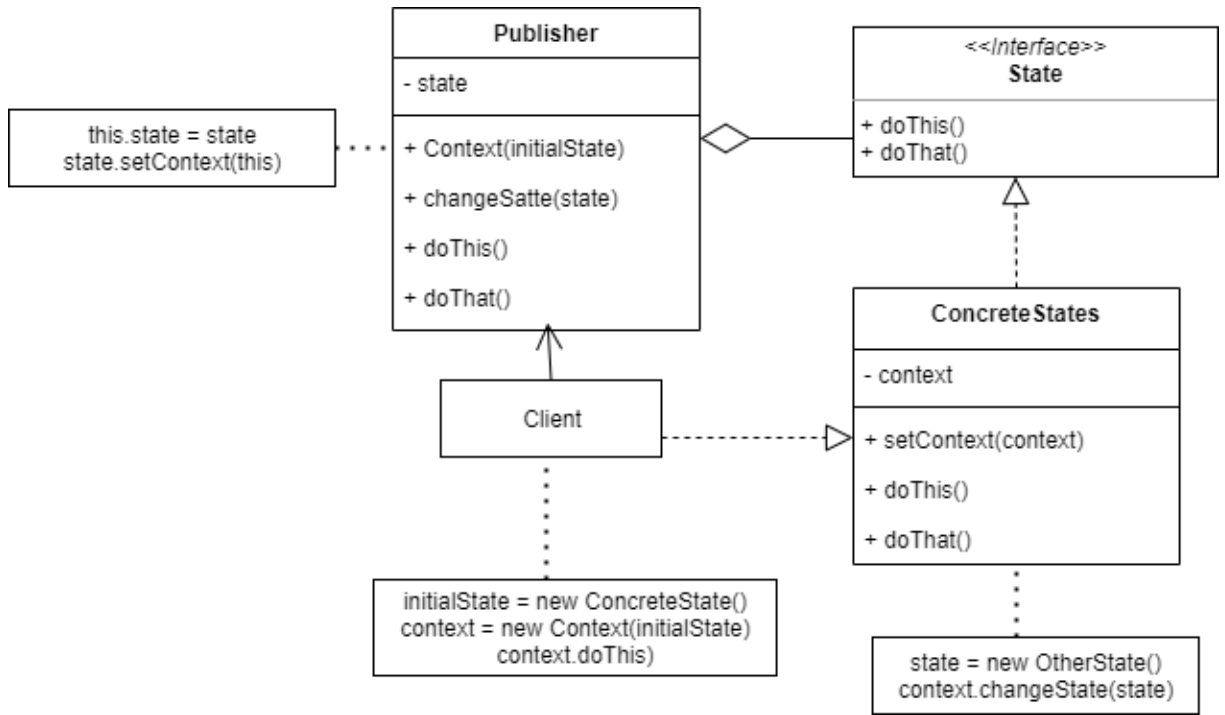 Publisher
- state
+ Context(initialState)
+ changeSatte(state)
+ doThis()
+ doThat()
<<Interface>>
State
+ doThis()
+ doThat()
this.state = state
state.setContext(this)
ConcreteStates
- context
+ setContext(context)
+ doThis()
+ doThat()
Client
initialState = new ConcreteState()
context = new Context(initialState)
context.doThis)
state = new OtherState()
context.changeState(state)